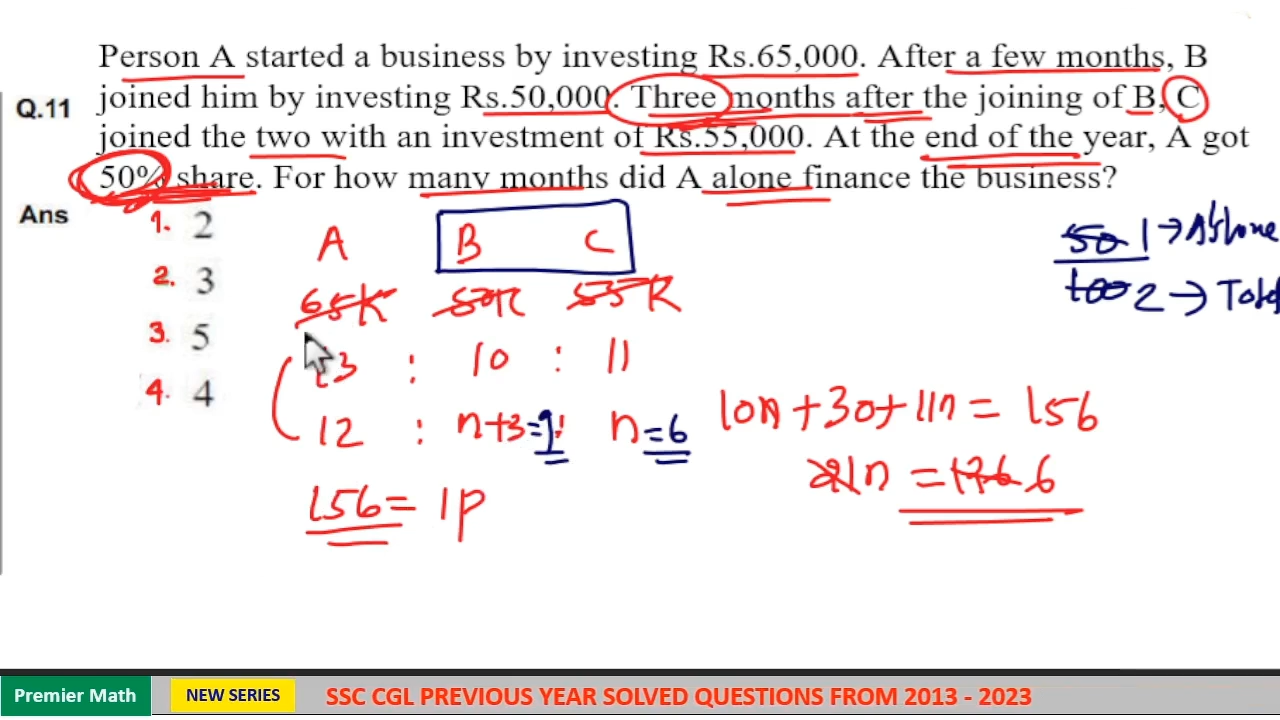 Person A started a business by investing Rs.65,000. After a few months, B
Q.11 joined him by investing Rs.50,000. Three months after the joining of B, C
joined the two with an investment of Rs.55,000. At the end of the year, A got
50% share. For how many months did A alone finance the business?
Ans
1. 2
2. 3
3. 5
4. 4
A B C
65K 50K 55K
13 : 10 : 11
12 : n+3=9: n=6
156 = 1P
50 1→A's
100 2→
10n+30+11n = 156
21n = 126 6
Premier Math
NEW SERIES
SSC CGL PREVIOUS YEAR SOLVED QUESTIONS FROM 2013 - 2023